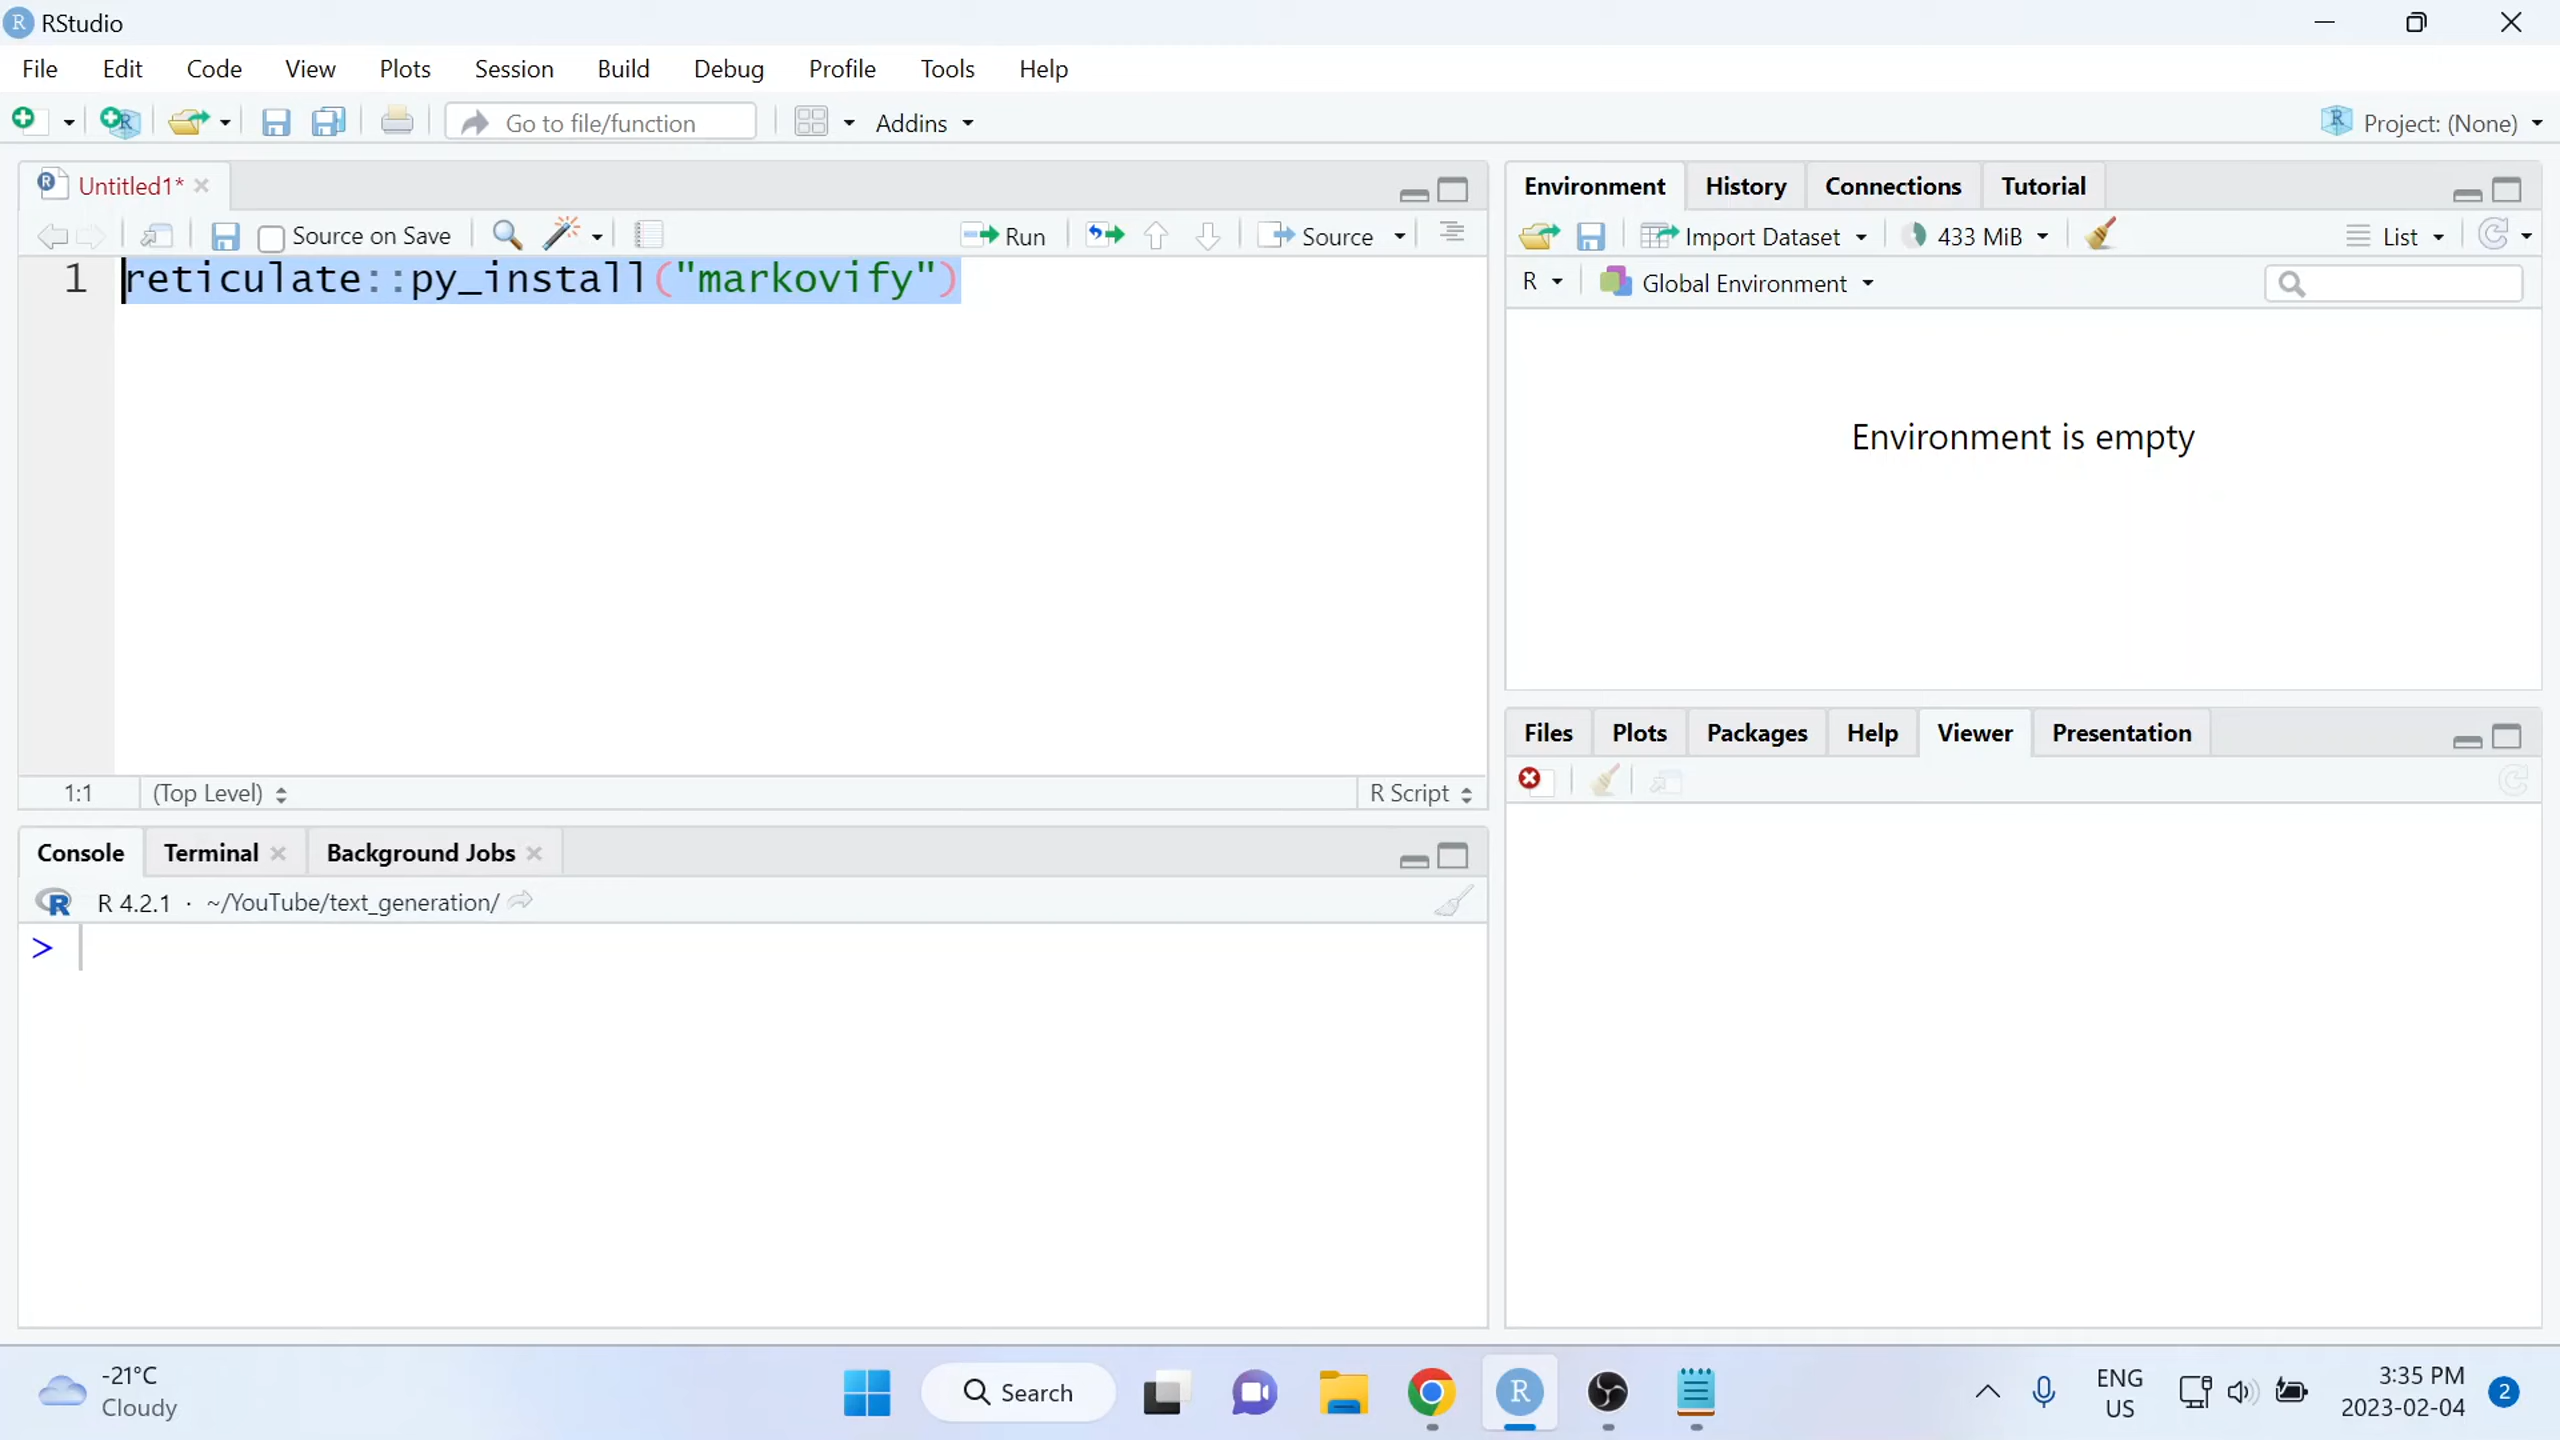 RStudio
File Edit Code View Plots Session Build Debug Profile Tools Help
Go to file/function Addins Project: (None)
Untitled1*
Source on Save Run Source
1 reticulate::py_install("markovify")
1:1 (Top Level) R Script
Console Terminal Background Jobs
R 4.2.1 · ~/YouTube/text_generation/
>
Environment History Connections Tutorial
Import Dataset 433 MiB List
R Global Environment
Environment is empty
Files Plots Packages Help Viewer Presentation
-21°C
Cloudy
Search
ENG
US
3:35 PM
2023-02-04
2